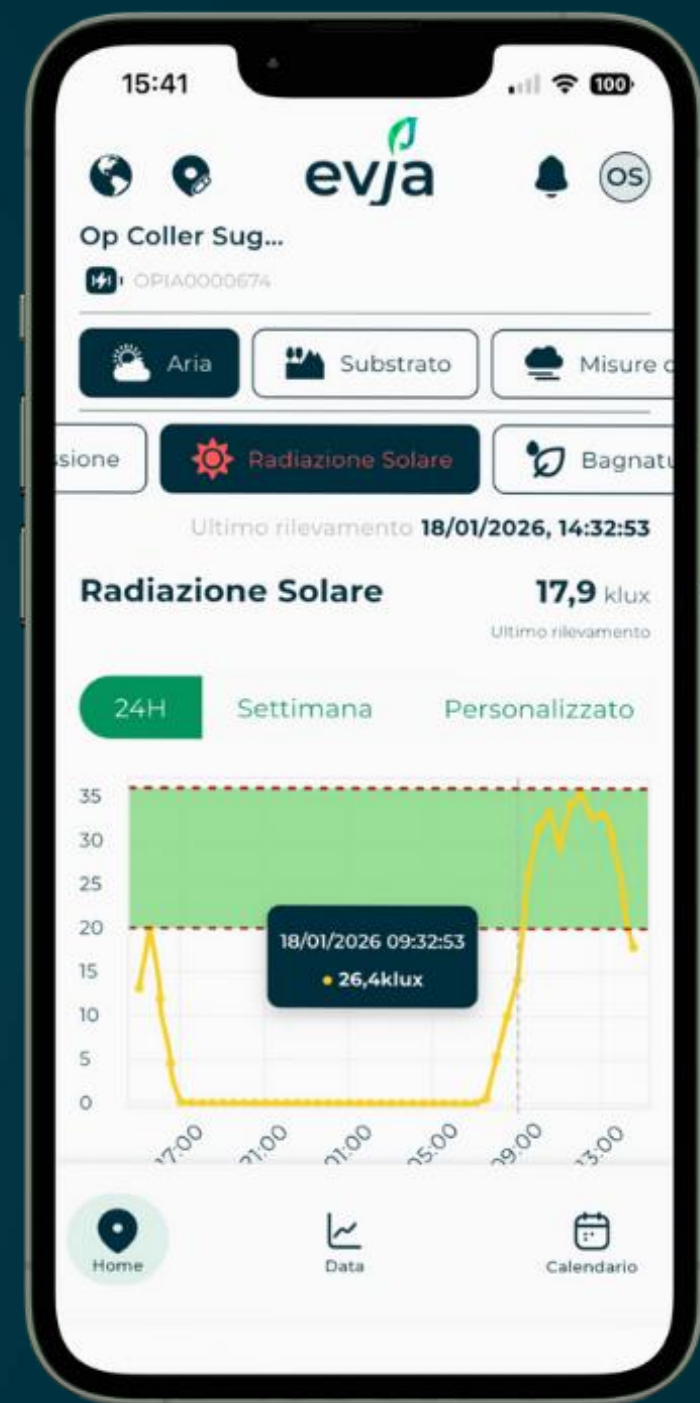 15:41
100
evja
OS
Op Coller Sug...
OPIA0000674
Aria
Substrato
Misure c
ssione
Radiazione Solare
Bagnatu
Ultimo rilevamento 18/01/2026, 14:32:53
Radiazione Solare
17,9 klux
Ultimo rilevamento
24H
Settimana
Personalizzato
35
30
25
20
15
10
5
0
18/01/2026 09:32:53
26,4klux
17:00
21:00
01:00
05:00
09:00
13:00
Home
Data
Calendario